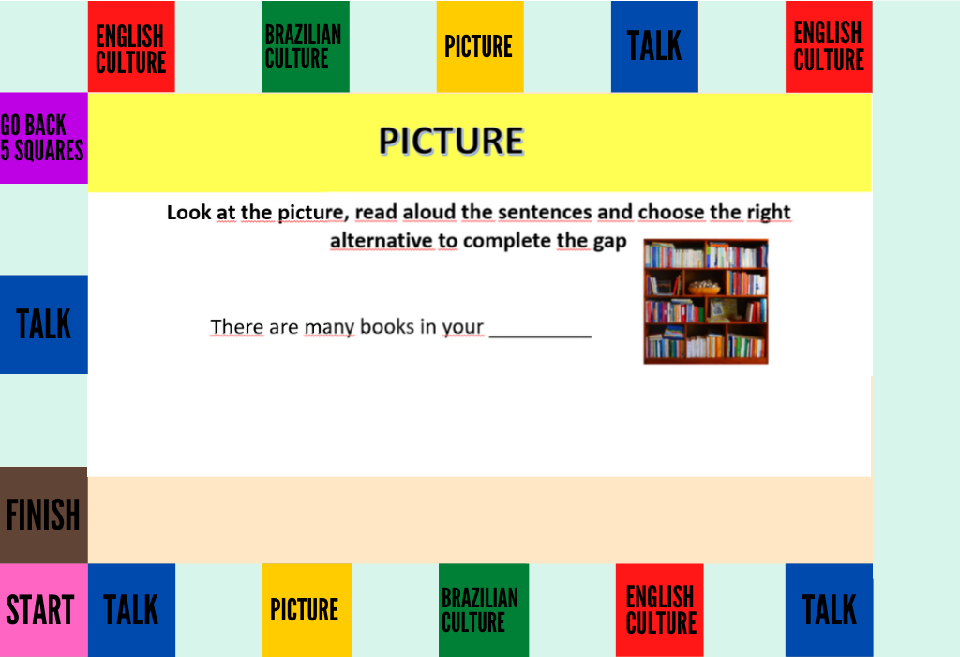 ENGLISH
CULTURE
BRAZILIAN
CULTURE
PICTURE
TALK
ENGLISH
CULTURE
GO BACK
5 SQUARES
PICTURE
Look at the picture, read aloud the sentences and choose the right
alternative to complete the gap
There are many books in your __________
TALK
FINISH
START
TALK
PICTURE
BRAZILIAN
CULTURE
ENGLISH
CULTURE
TALK